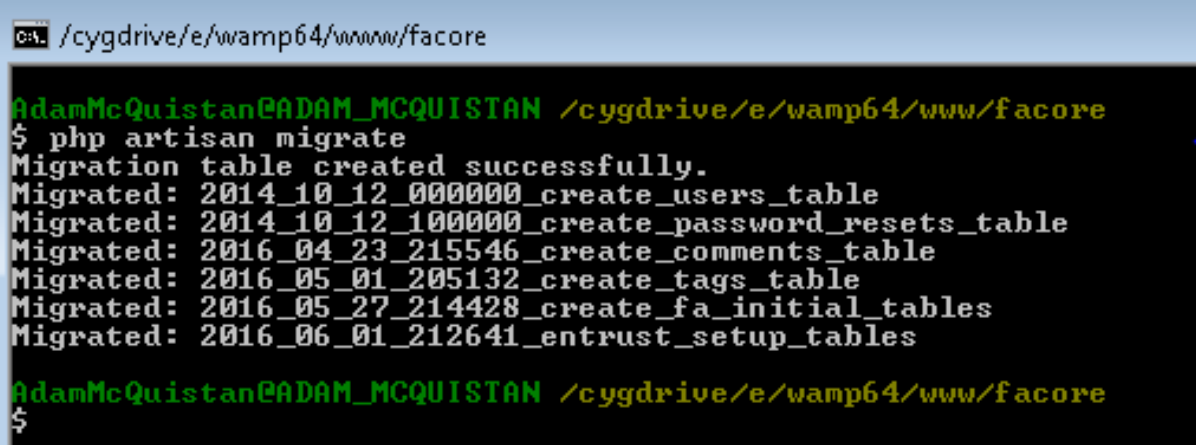 C:\. /cygdrive/e/wamp64/www/facore
AdamMcQuistan@ADAM_MCQUISTAN /cygdrive/e/wamp64/www/facore
$ php artisan migrate
Migration table created successfully.
Migrated: 2014_10_12_000000_create_users_table
Migrated: 2014_10_12_100000_create_password_resets_table
Migrated: 2016_04_23_215546_create_comments_table
Migrated: 2016_05_01_205132_create_tags_table
Migrated: 2016_05_27_214428_create_fa_initial_tables
Migrated: 2016_06_01_212641_entrust_setup_tables
AdamMcQuistan@ADAM_MCQUISTAN /cygdrive/e/wamp64/www/facore
$